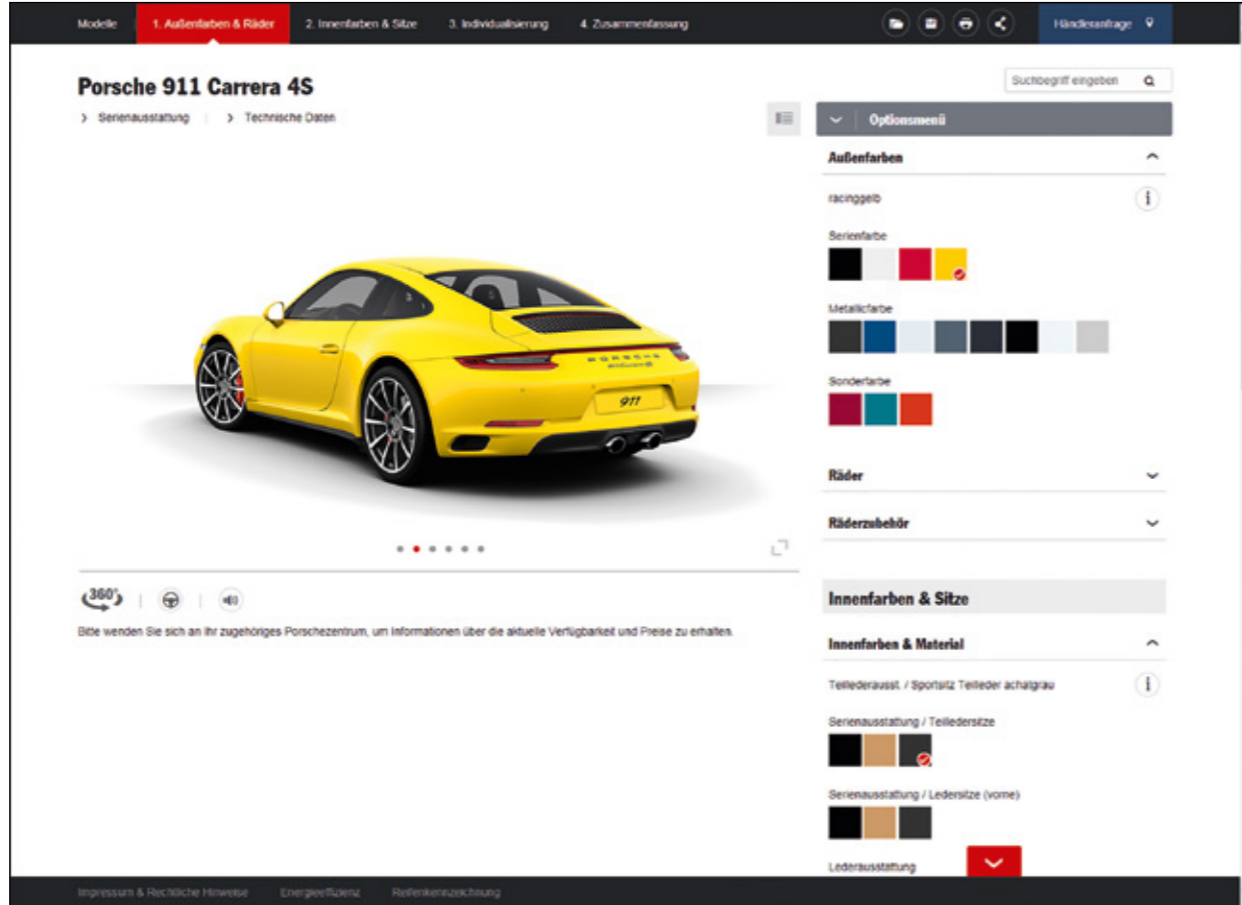 Modelle
1. Außenfarben & Räder
2. Innenfarben & Sitze
3. Individualisierung
4. Zusammenfassung
Händleranfrage
Porsche 911 Carrera 4S
Suchbegriff eingeben
> Serienausstattung
> Technische Daten
Optionsmenü
Außenfarben
racinggelb
i
Serienfarbe
Metallicfarbe
PORSCHE
911
Sonderfarbe
Räder
Räderzubehör
360°
Bitte wenden Sie sich an Ihr zugehöriges Porschezentrum, um Informationen über die aktuelle Verfügbarkeit und Preise zu erhalten.
Innenfarben & Sitze
Innenfarben & Material
Teillederausst. / Sportsitz Teilleder achatgrau
i
Serienausstattung / Teilledersitze
Serienausstattung / Ledersitze (vorne)
Lederausstattung
Impressum & Rechtliche Hinweise
Energieeffizienz
Reifenkennzeichnung